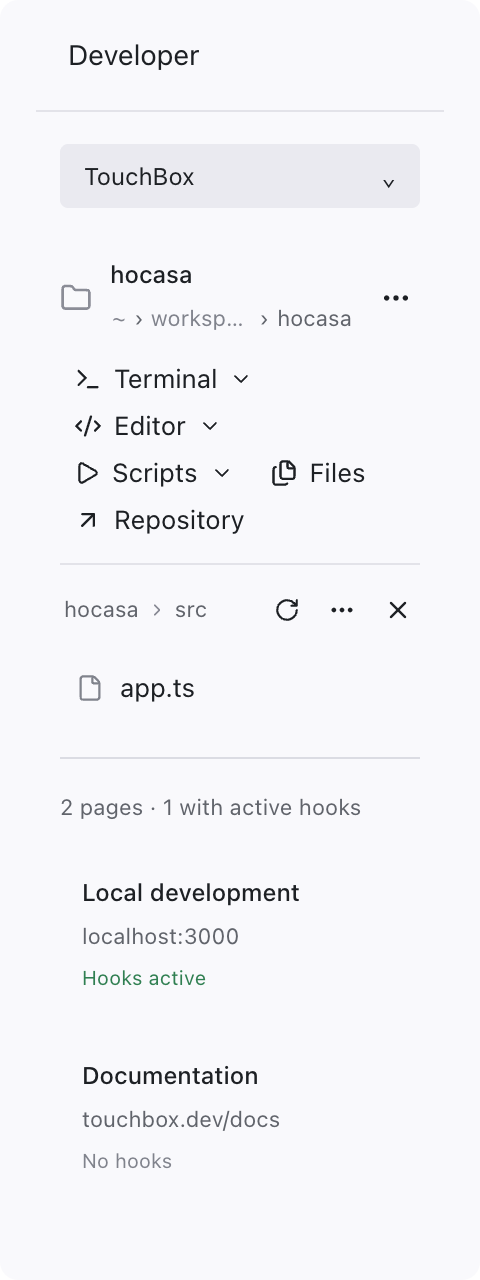 Developer
TouchBox
hocasa
~ › worksp... › hocasa
Terminal
Editor
Scripts Files
Repository
hocasa > src
app.ts
2 pages · 1 with active hooks
Local development
localhost:3000
Hooks active
Documentation
touchbox.dev/docs
No hooks